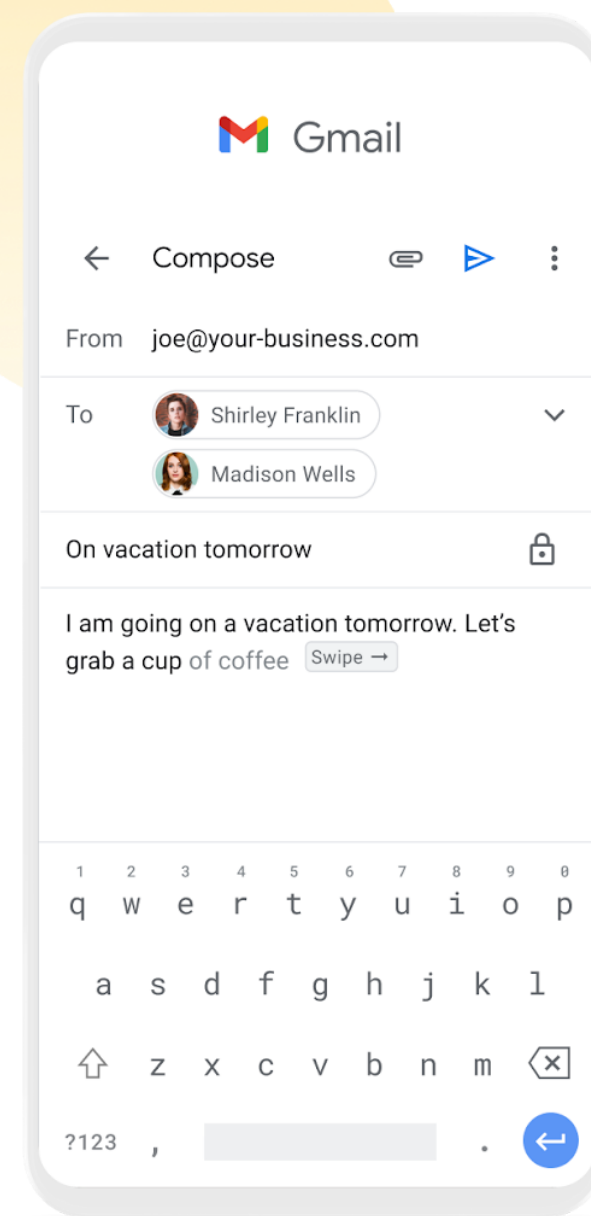 Gmail
Compose
From joe@your-business.com
To Shirley Franklin
Madison Wells
On vacation tomorrow
I am going on a vacation tomorrow. Let’s
grab a cup of coffee Swipe →
1 2 3 4 5 6 7 8 9 0
q w e r t y u i o p
a s d f g h j k l
z x c v b n m
?123 , .